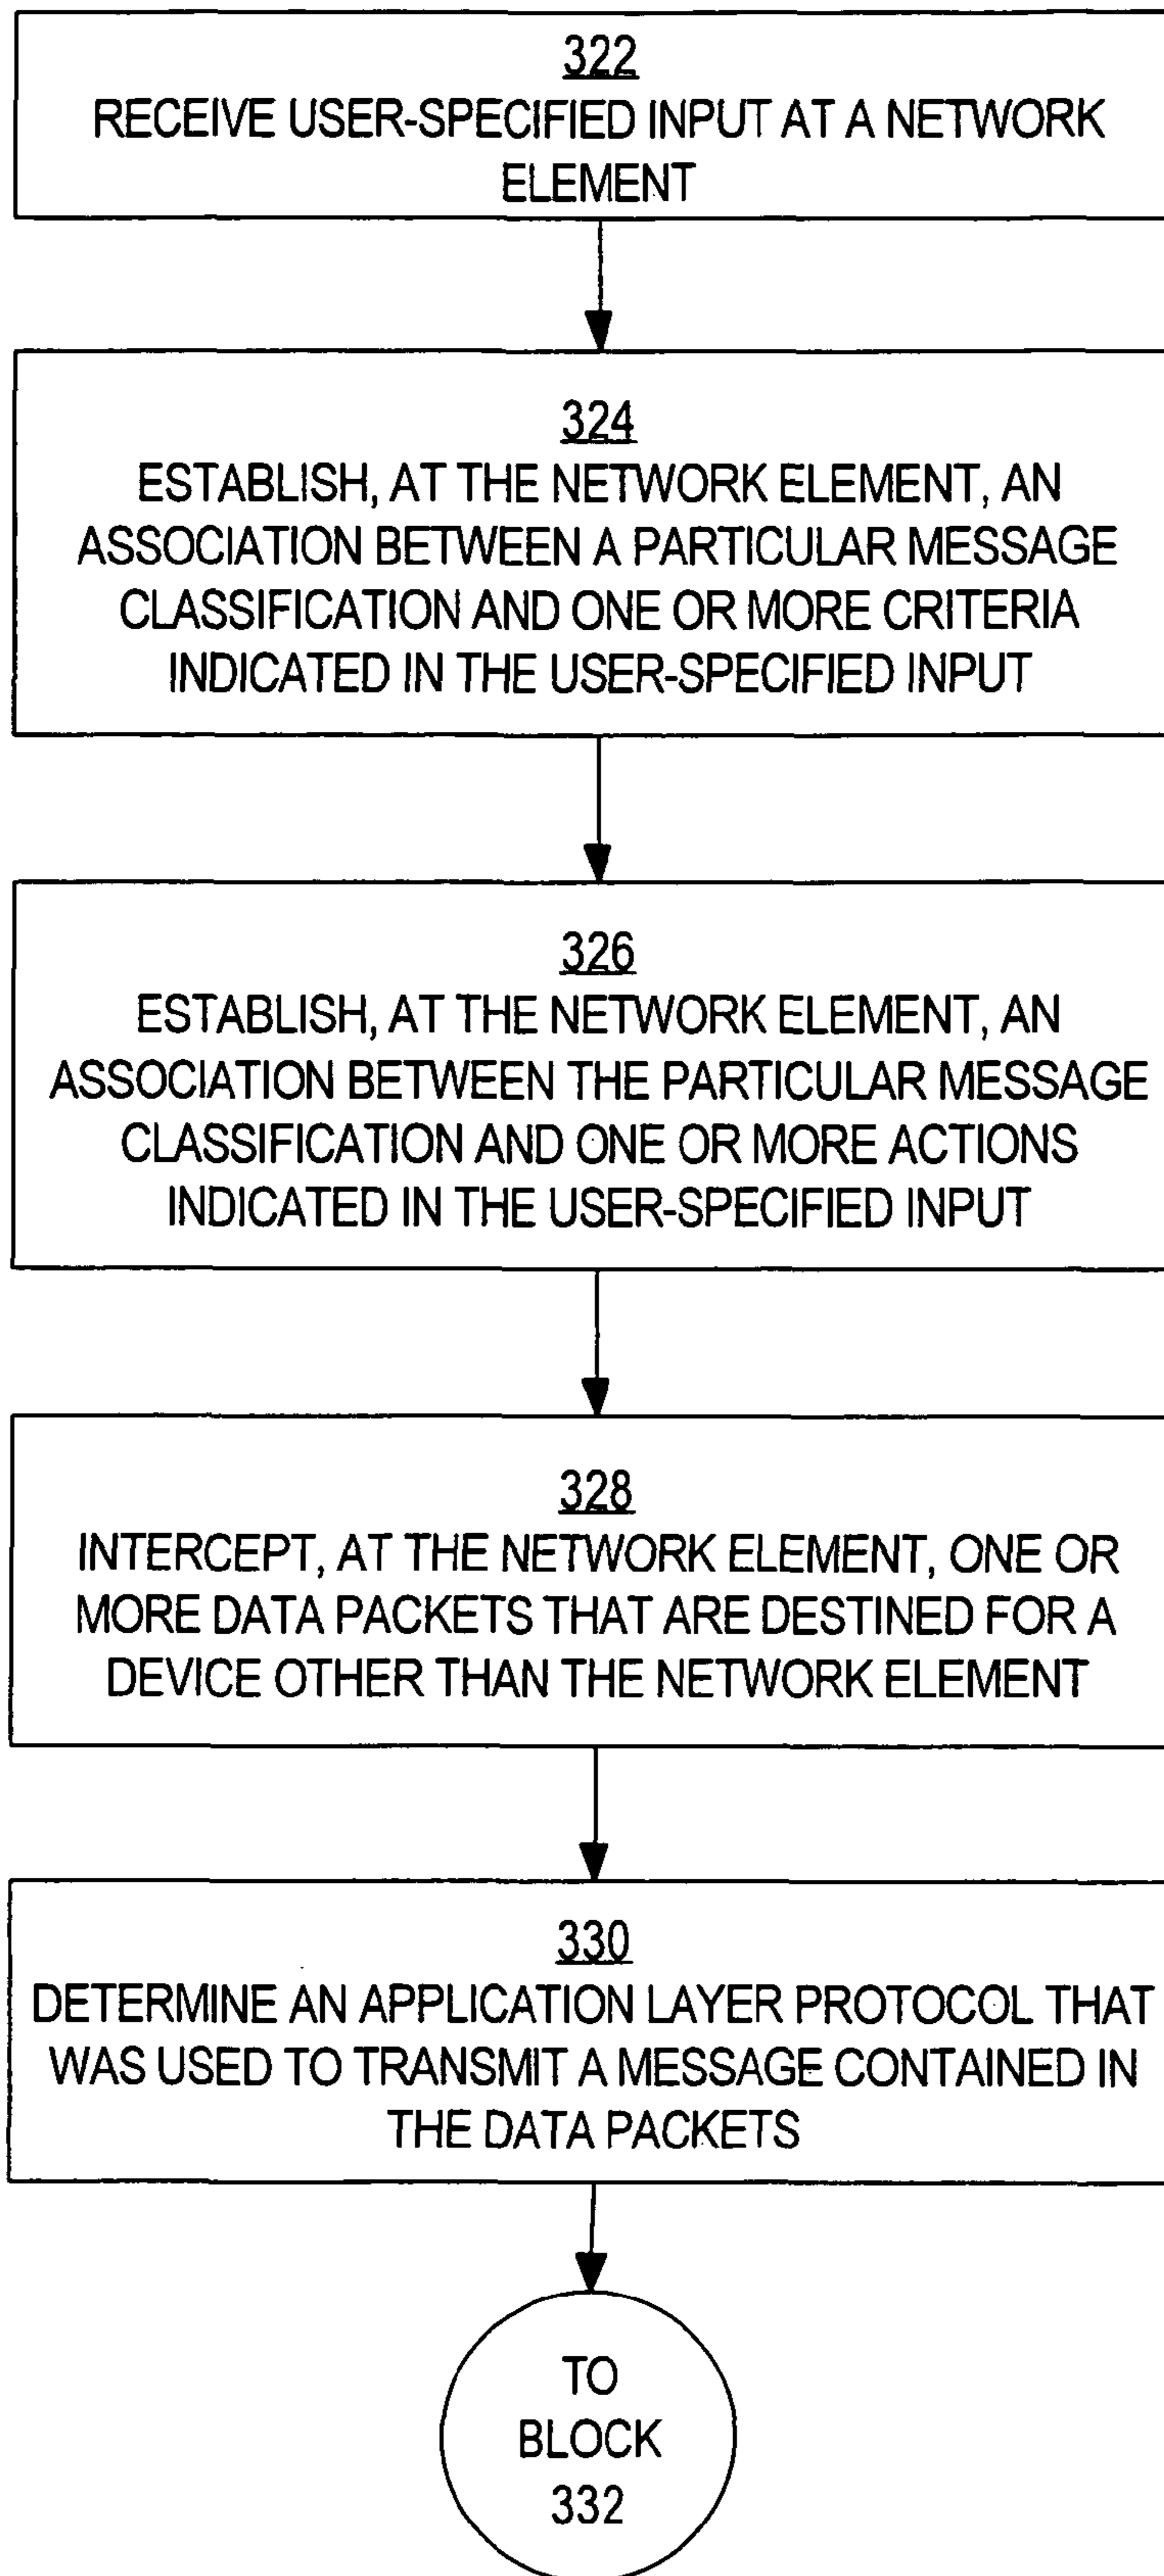 322
RECEIVE USER-SPECIFIED INPUT AT A NETWORK
ELEMENT
324
ESTABLISH, AT THE NETWORK ELEMENT, AN
ASSOCIATION BETWEEN A PARTICULAR MESSAGE
CLASSIFICATION AND ONE OR MORE CRITERIA
INDICATED IN THE USER-SPECIFIED INPUT
326
ESTABLISH, AT THE NETWORK ELEMENT, AN
ASSOCIATION BETWEEN THE PARTICULAR MESSAGE
CLASSIFICATION AND ONE OR MORE ACTIONS
INDICATED IN THE USER-SPECIFIED INPUT
328
INTERCEPT, AT THE NETWORK ELEMENT, ONE OR
MORE DATA PACKETS THAT ARE DESTINED FOR A
DEVICE OTHER THAN THE NETWORK ELEMENT
330
DETERMINE AN APPLICATION LAYER PROTOCOL THAT
WAS USED TO TRANSMIT A MESSAGE CONTAINED IN
THE DATA PACKETS
TO
BLOCK
332